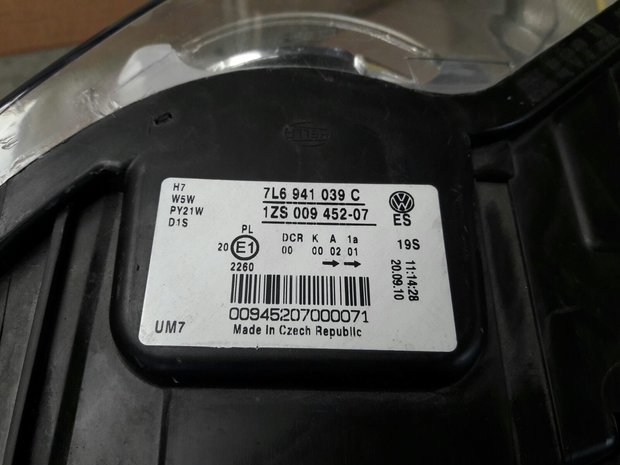 HELLA
H7
W5W
PY21W
D1S
7L6 941 039 C
1ZS 009 452-07
ES
PL
20 E1
2260
DCR K A 1a
00 00 02 01
19S
11:14:28
20.09.10
00945207000071
Made in Czech Republic
UM7